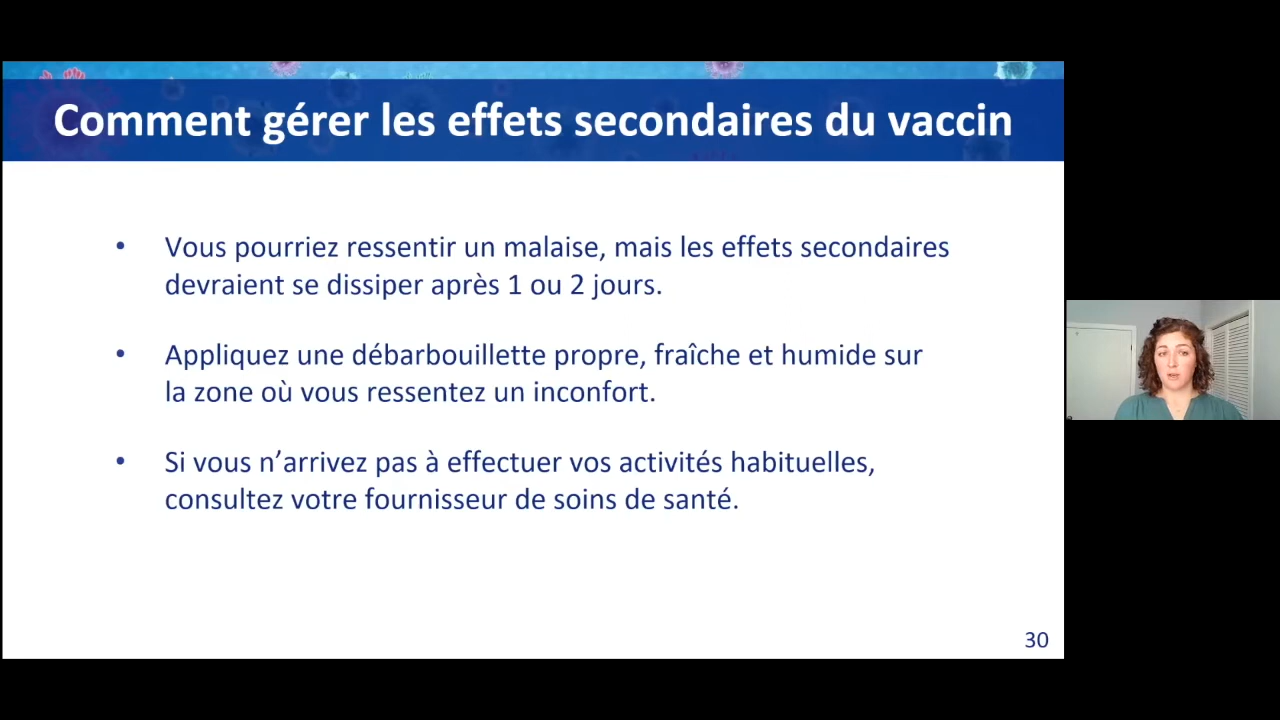 Comment gérer les effets secondaires du vaccin
• Vous pourriez ressentir un malaise, mais les effets secondaires
devraient se dissiper après 1 ou 2 jours.
• Appliquez une débarbouillette propre, fraîche et humide sur
la zone où vous ressentez un inconfort.
• Si vous n’arrivez pas à effectuer vos activités habituelles,
consultez votre fournisseur de soins de santé.
30